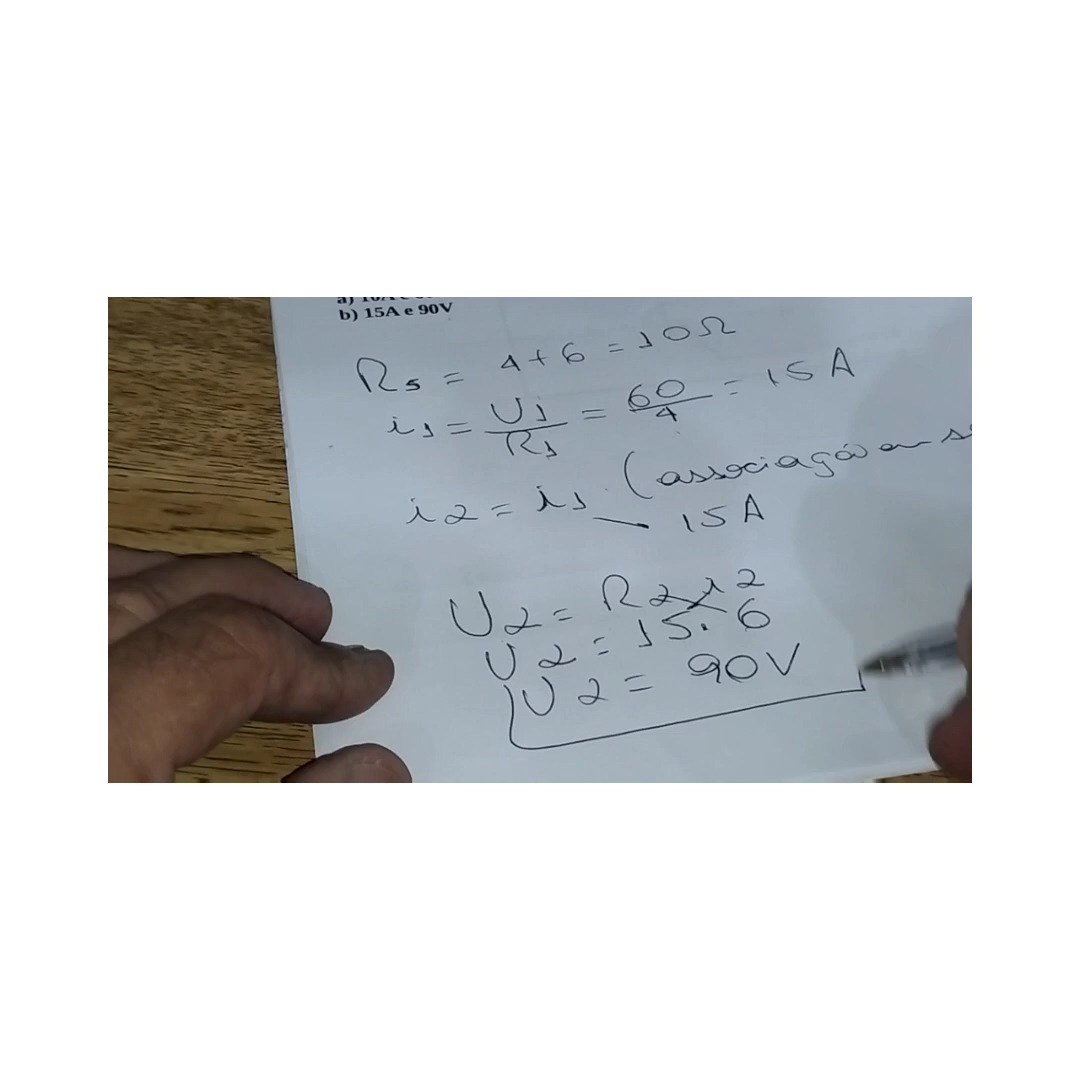 b) 15A e 90V
Rs = 4+6 = 10Ω
i1 = U1/R1 = 60/4 = 15 A
i2 = i1 (associação em
15 A
U2 = R2 x i2
U2 = 15.6
U2 = 90V